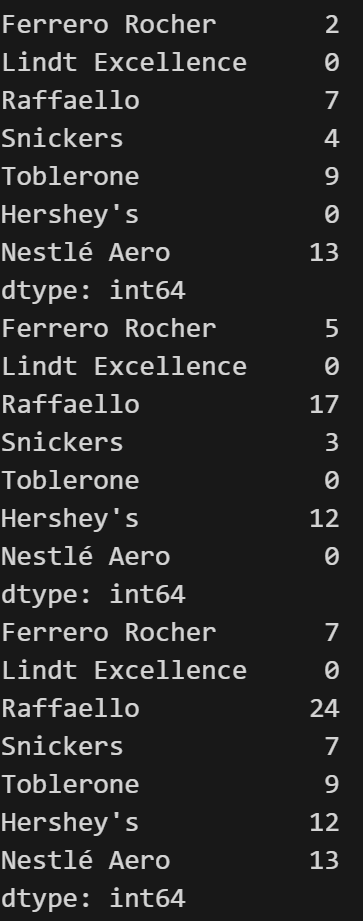 Ferrero Rocher 2
Lindt Excellence 0
Raffaello 7
Snickers 4
Toblerone 9
Hershey's 0
Nestlé Aero 13
dtype: int64
Ferrero Rocher 5
Lindt Excellence 0
Raffaello 17
Snickers 3
Toblerone 0
Hershey's 12
Nestlé Aero 0
dtype: int64
Ferrero Rocher 7
Lindt Excellence 0
Raffaello 24
Snickers 7
Toblerone 9
Hershey's 12
Nestlé Aero 13
dtype: int64